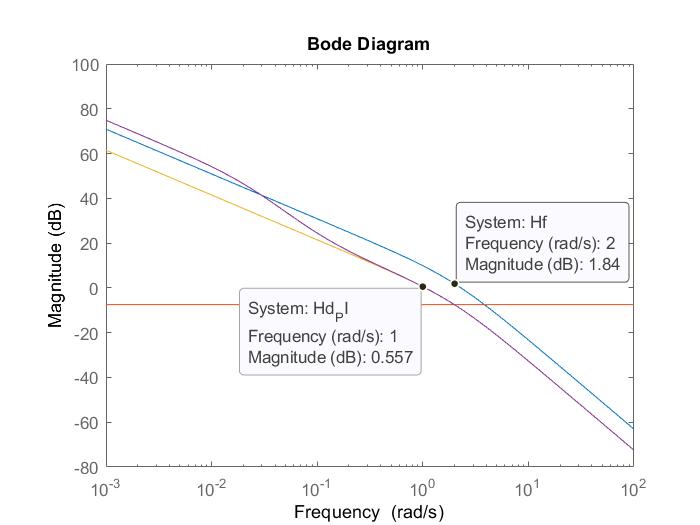 Bode Diagram
100
80
60
40
20
0
-20
-40
-60
-80
Magnitude (dB)
System: Hf
Frequency (rad/s): 2
Magnitude (dB): 1.84
System: Hd_PI
Frequency (rad/s): 1
Magnitude (dB): 0.557
10^-3 10^-2 10^-1 10^0 10^1 10^2
Frequency (rad/s)